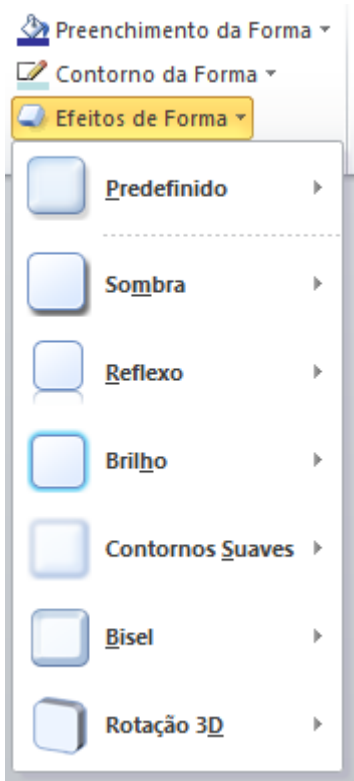 Preenchimento da Forma
Contorno da Forma
Efeitos de Forma
Predefinido
Sombra
Reflexo
Brilho
Contornos Suaves
Bisel
Rotação 3D